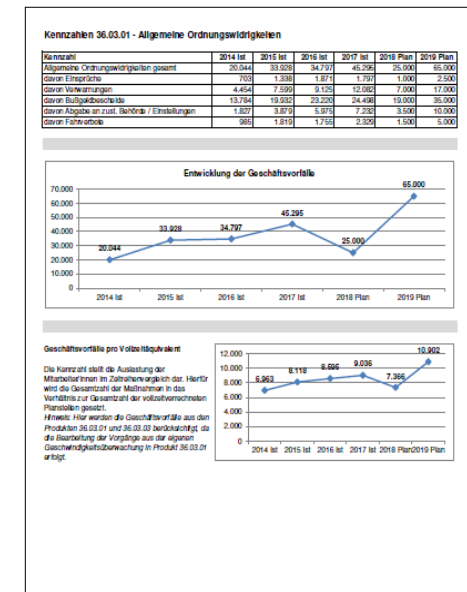 Kennzahlen 36.03.01 - Allgemeine Ordnungswidrigkeiten
Kennzahl 2014 Ist 2015 Ist 2016 Ist 2017 Ist 2018 Plan 2019 Plan
Allgemeine Ordnungswidrigkeiten gesamt 20.044 33.928 34.797 45.295 25.000 65.000
davon Einsprüche 703 1.338 1.871 1.797 1.000 2.500
davon Verwarnungen 4.454 7.599 9.125 12.082 7.000 17.000
davon Bußgeldbescheide 13.784 19.932 23.220 24.498 19.000 35.000
davon Abgabe an zust. Behörde / Einstellungen 1.827 3.879 5.975 7.232 3.500 10.000
davon Fahrverbote 985 1.819 1.755 2.329 1.500 5.000
Entwicklung der Geschäftsvorfälle
70.000
60.000
50.000
40.000
30.000
20.000
10.000
0
20.044 33.928 34.797 45.295 25.000 65.000
2014 Ist 2015 Ist 2016 Ist 2017 Ist 2018 Plan 2019 Plan
Geschäftsvorfälle pro Vollzeitäquivalent
Die Kennzahl stellt die Auslastung der
Mitarbeiter/innen im Zeitreihenvergleich dar. Hierfür
wird die Gesamtzahl der Maßnahmen in das
Verhältnis zur Gesamtzahl der vollzeitverrechneten
Planstellen gesetzt.
Hinweis: Hier werden die Geschäftsvorfälle aus den
Produkten 36.03.01 und 36.03.03 berücksichtigt, da
die Bearbeitung der Vorgänge aus der eigenen
Geschwindigkeitsüberwachung in Produkt 36.03.01
erfolgt.
12.000
10.000
8.000
6.000
4.000
2.000
0
6.963 8.118 8.595 9.036 7.366 10.902
2014 Ist 2015 Ist 2016 Ist 2017 Ist 2018 Plan 2019 Plan